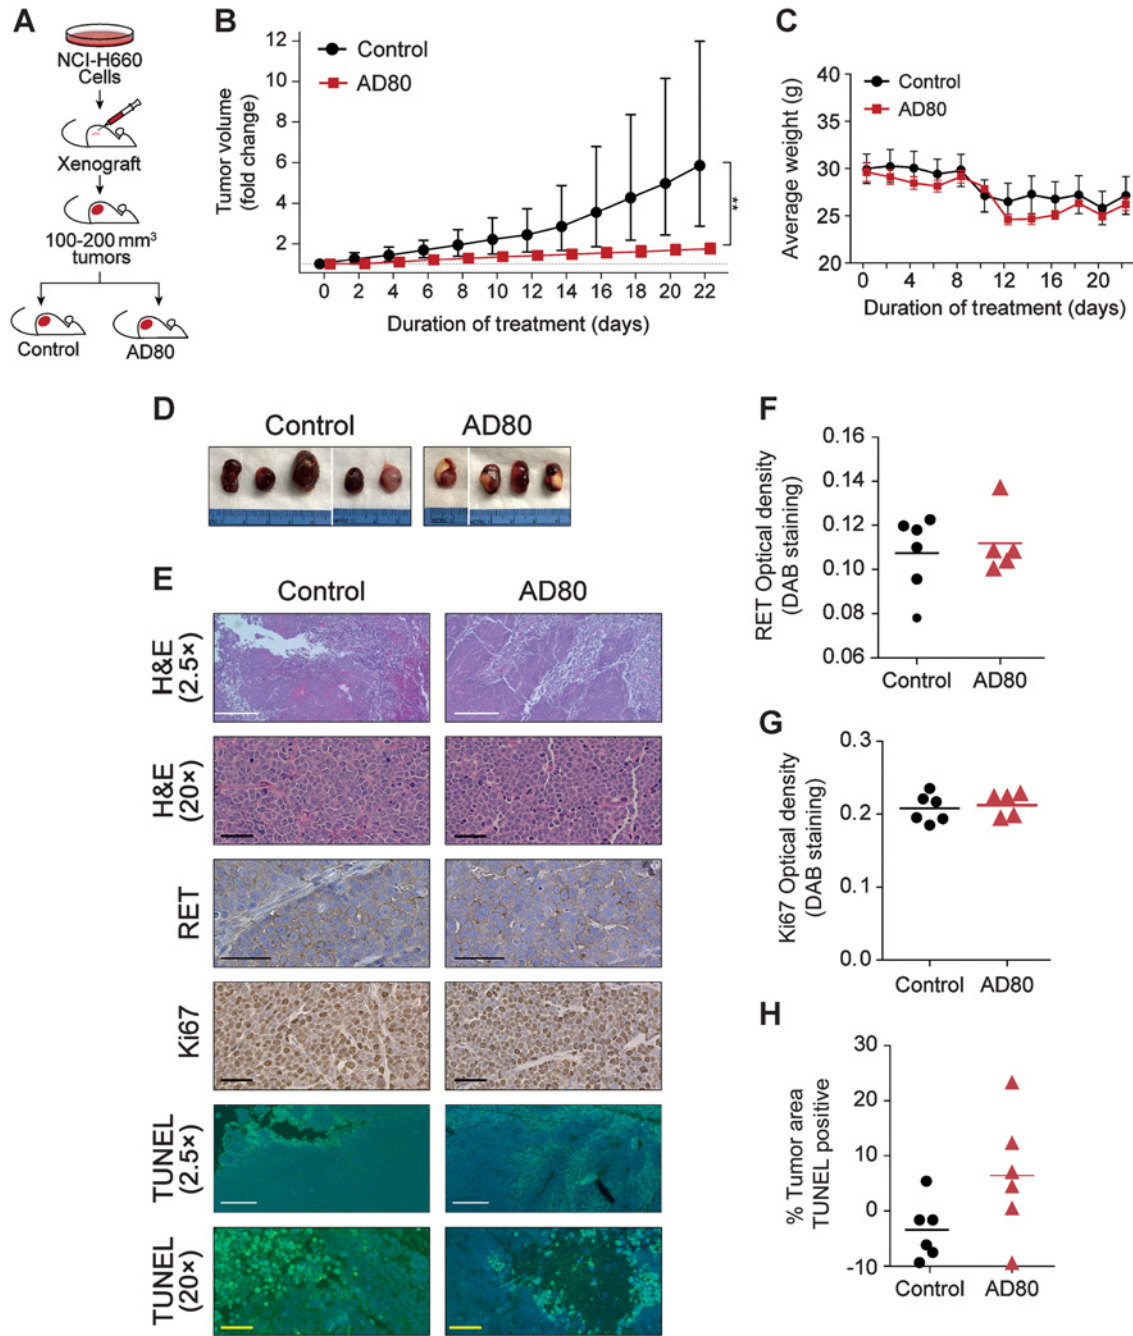 A
NCI-H660
Cells
Xenograft
100-200 mm³
tumors
Control
AD80
B
Tumor volume
(fold change)
12
10
8
6
4
2
Control
AD80
**
0 2 4 6 8 10 12 14 16 18 20 22
Duration of treatment (days)
C
Average weight (g)
40
35
30
25
20
Control
AD80
0 4 8 12 16 20
Duration of treatment (days)
D
Control
AD80
E
Control
AD80
H&E
(2.5×)
H&E
(20×)
RET
Ki67
TUNEL
(2.5×)
TUNEL
(20×)
F
RET Optical density
(DAB staining)
0.16
0.14
0.12
0.10
0.08
0.06
Control
AD80
G
Ki67 Optical density
(DAB staining)
0.3
0.2
0.1
0.0
Control
AD80
H
% Tumor area
TUNEL positive
30
20
10
0
-10
Control
AD80